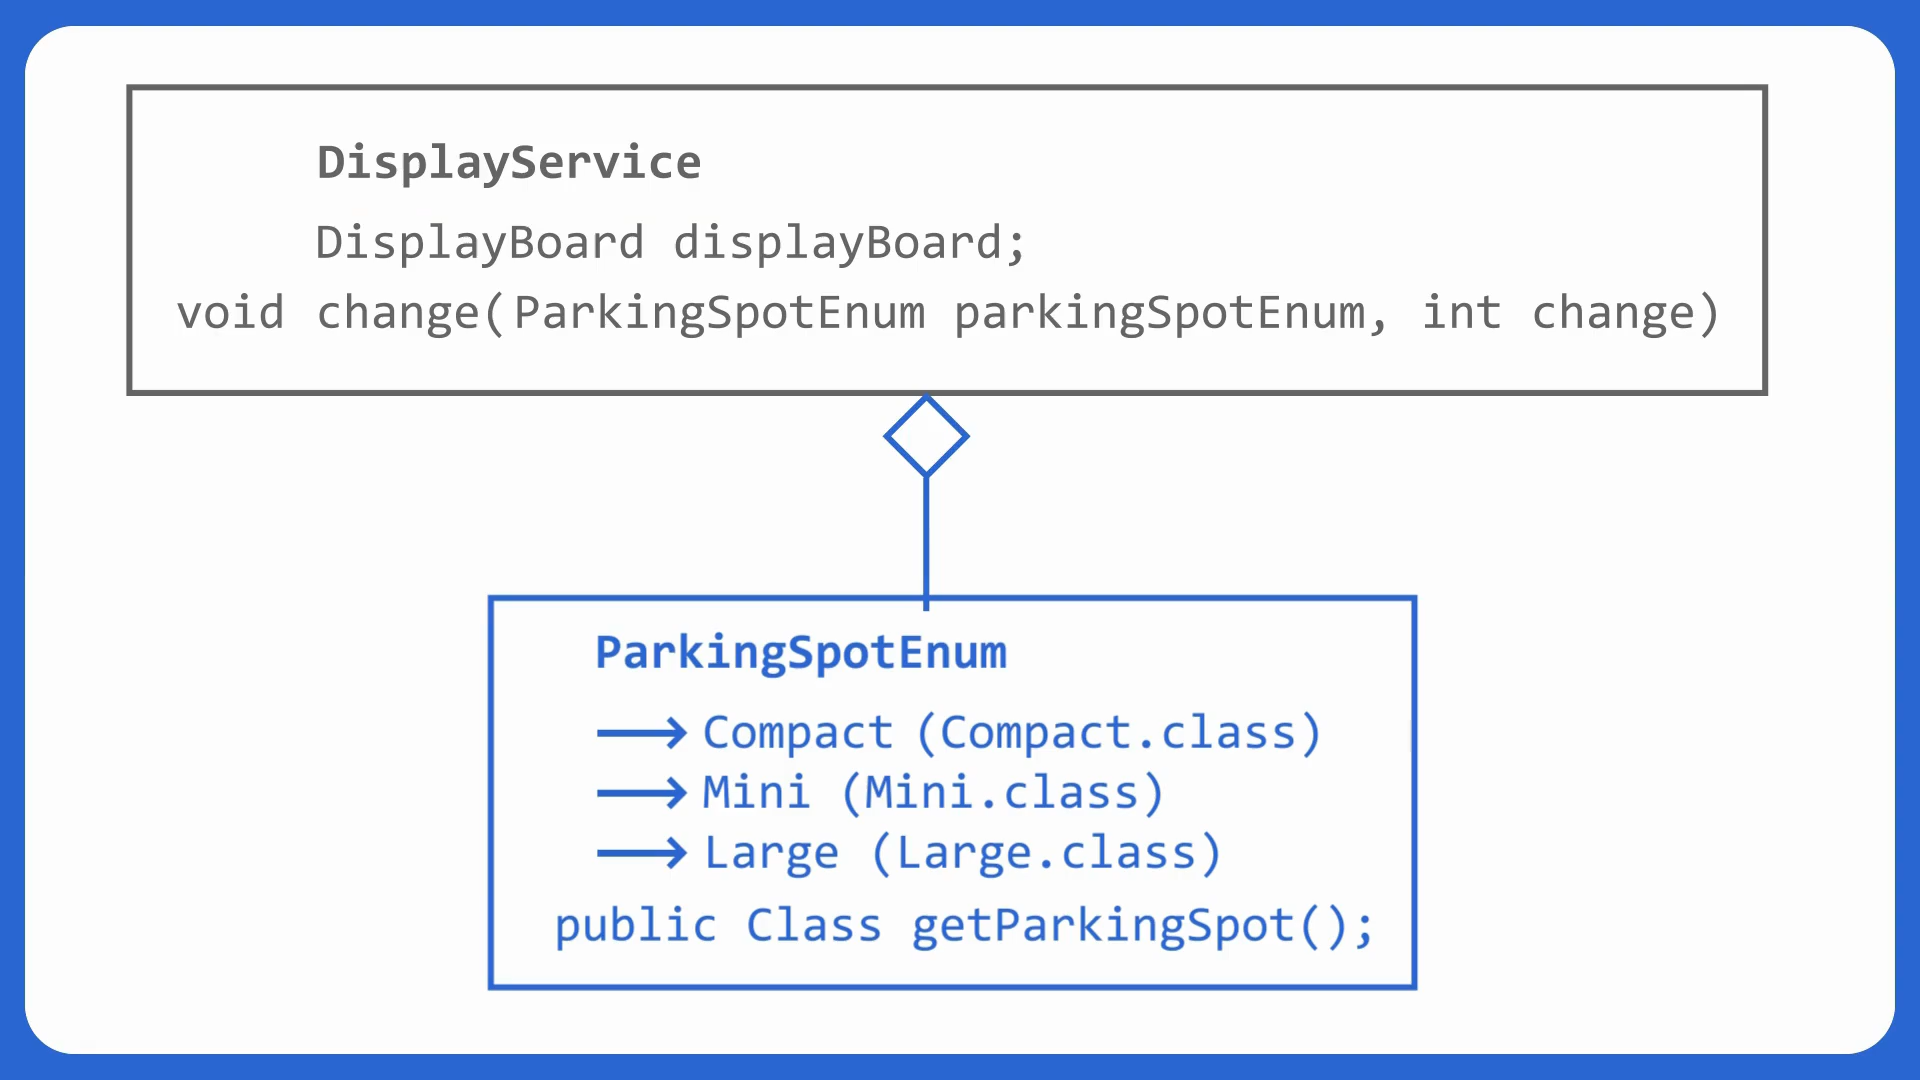 DisplayService
DisplayBoard displayBoard;
void change(ParkingSpotEnum parkingSpotEnum, int change)
ParkingSpotEnum
Compact (Compact.class)
Mini (Mini.class)
Large (Large.class)
public Class getParkingSpot();